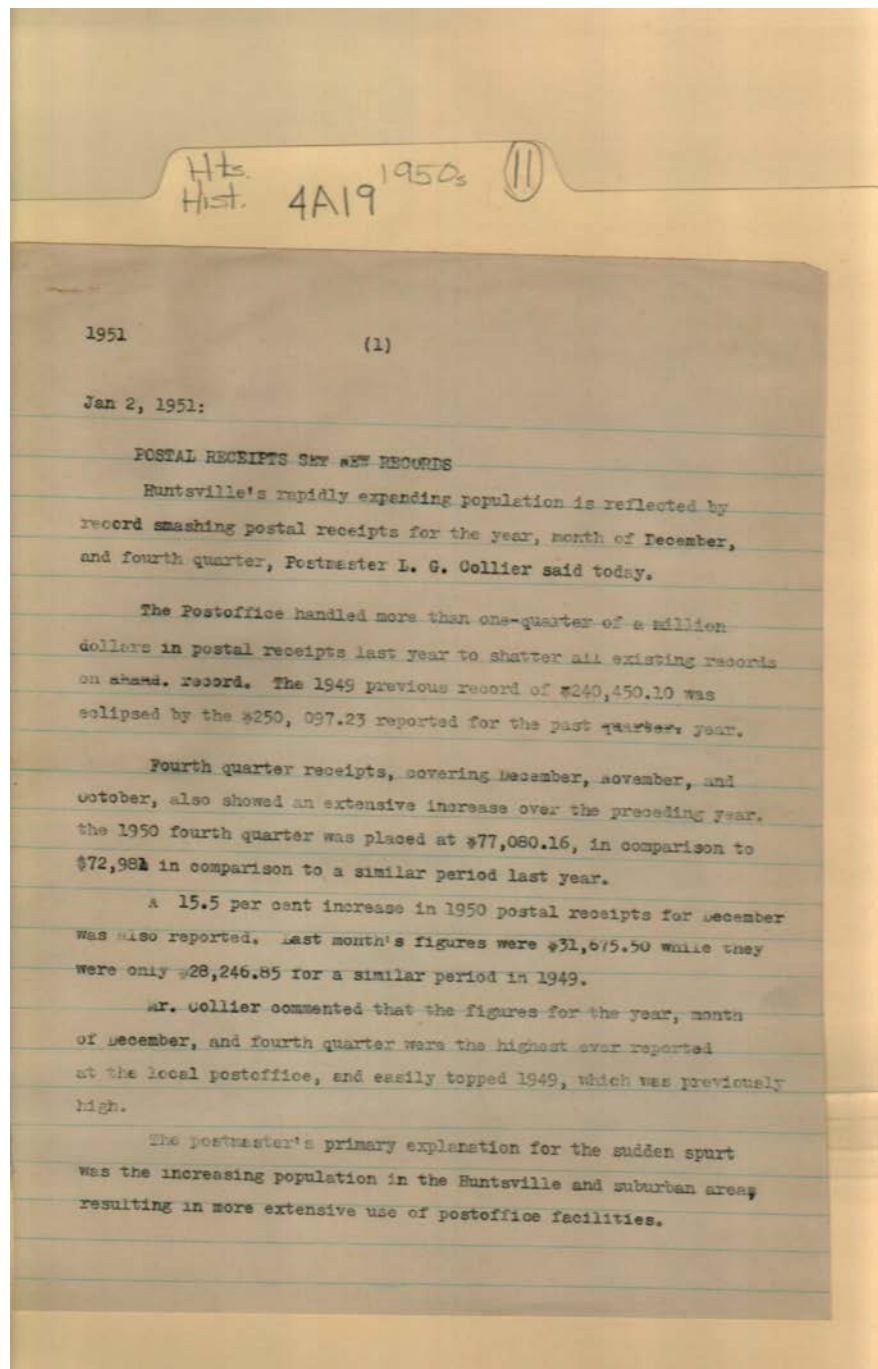 Hts. 1950s 11
Hist. 4A19
1951
(1)
Jan 2, 1951:
POSTAL RECEIPTS SET NEW RECORDS
Huntsville's rapidly expanding population is reflected by
record smashing postal receipts for the year, month of December,
and fourth quarter, Postmaster L. G. Collier said today.
The Postoffice handled more than one-quarter of a million
dollars in postal receipts last year to shatter all existing records
on record. The 1949 previous record of $240,450.10 was
eclipsed by the $250, 097.23 reported for the past quarter. year.
Fourth quarter receipts, covering December, November, and
October, also showed an extensive increase over the preceding year.
the 1950 fourth quarter was placed at $77,080.16, in comparison to
$72,981 in comparison to a similar period last year.
A 15.5 per cent increase in 1950 postal receipts for December
was also reported. Last month's figures were $31,675.50 while they
were only $28,246.85 for a similar period in 1949.
Mr. Collier commented that the figures for the year, month
of December, and fourth quarter were the highest ever reported
at the local postoffice, and easily topped 1949, which was previously
high.
The postmaster's primary explanation for the sudden spurt
was the increasing population in the Huntsville and suburban area,
resulting in more extensive use of postoffice facilities.